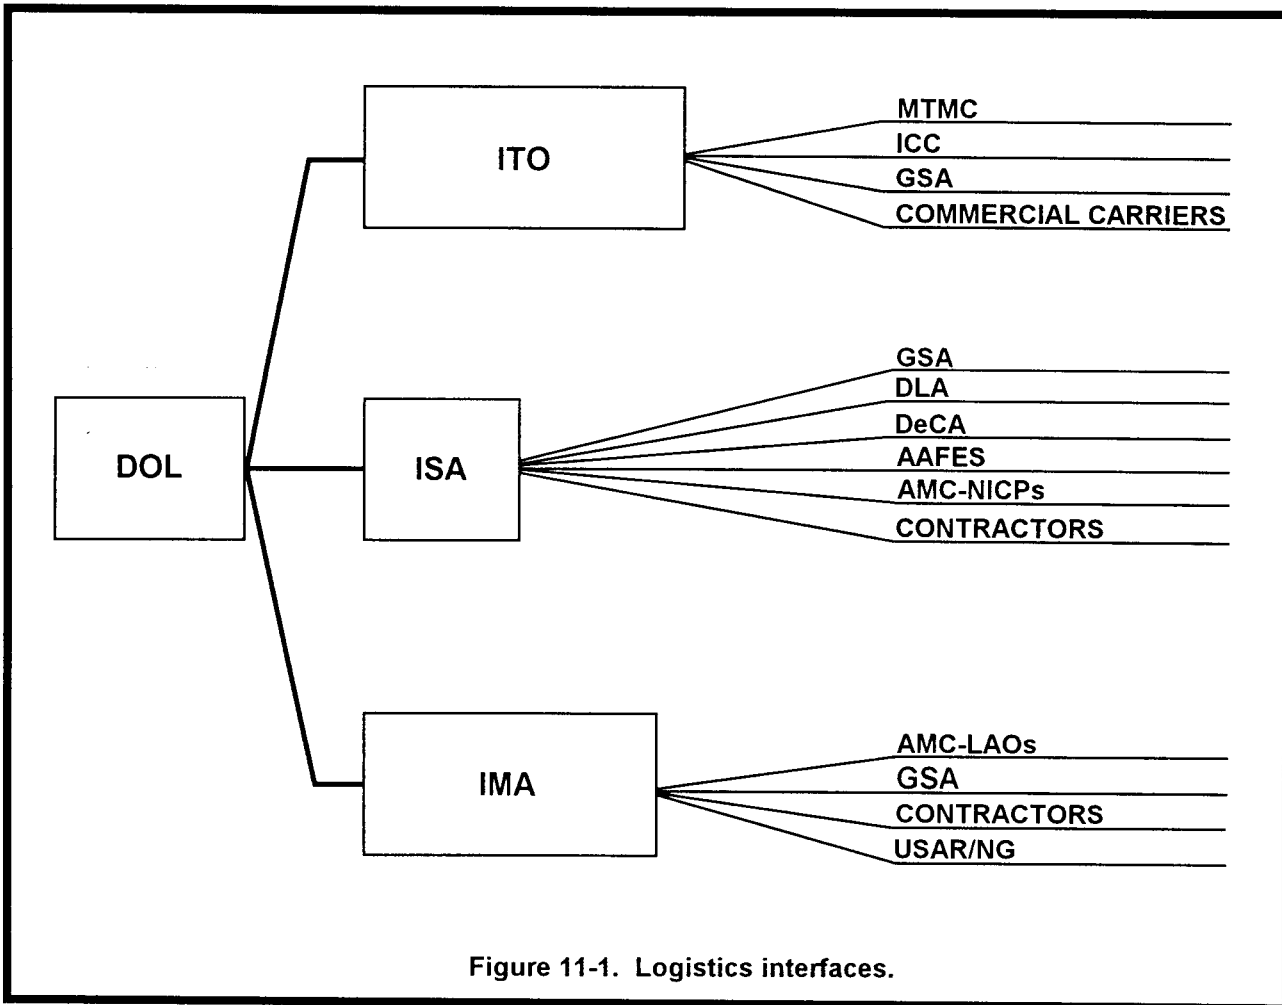 MTMC
ICC
ITO
GSA
COMMERCIAL CARRIERS
GSA
DLA
DeCA
DOL
ISA
AAFES
AMC-NICPs
CONTRACTORS
AMC-LAOs
IMA
GSA
CONTRACTORS
USAR/NG
Figure 11-1. Logistics interfaces.